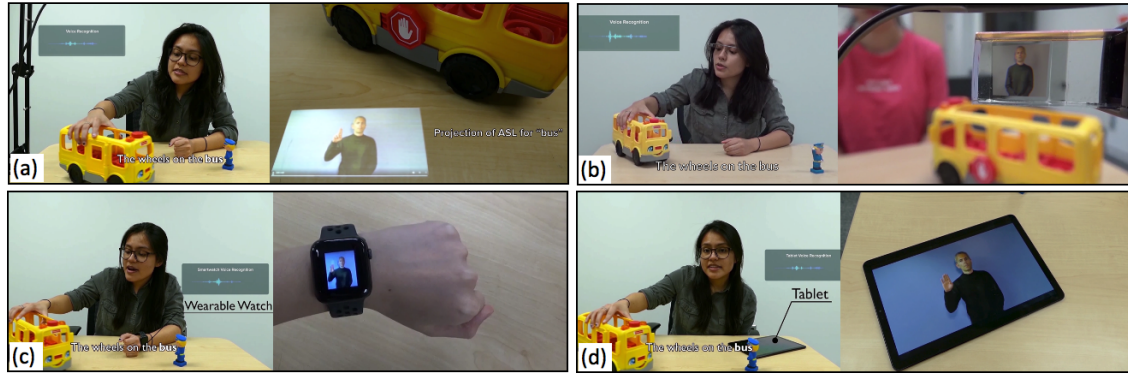 Voice Recognition
The wheels on the bus
Projection of ASL for "bus"
(a)
Voice Recognition
The wheels on the bus
(b)
Smartwatch Voice Recognition
Wearable Watch
The wheels on the bus
(c)
Tablet Voice Recognition
Tablet
The wheels on the bus
(d)